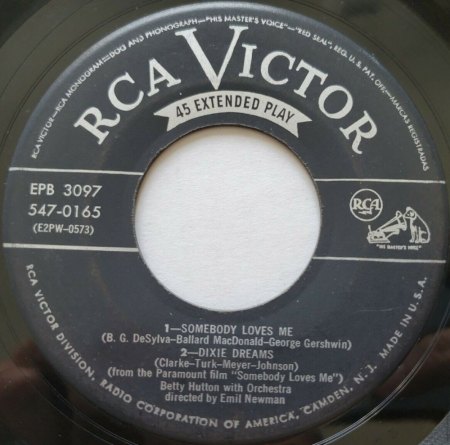 RCA VICTOR—RCA MONOGRAM—DOG AND PHONOGRAPH—"HIS MASTER'S VOICE"—"RED SEAL", REG. U. S. PAT. OFF.—MARCAS REGISTRADAS
RCA VICTOR
45 EXTENDED PLAY
EPB 3097
547-0165
(E2PW-0573)
RCA
"HIS MASTER'S VOICE"
1—SOMEBODY LOVES ME
(B. G. DeSylva-Ballard MacDonald-George Gershwin)
2—DIXIE DREAMS
(Clarke-Turk-Meyer-Johnson)
(from the Paramount film "Somebody Loves Me")
Betty Hutton with Orchestra
directed by Emil Newman
RCA VICTOR DIVISION, RADIO CORPORATION OF AMERICA, CAMDEN, N. J. MADE IN U.S.A.